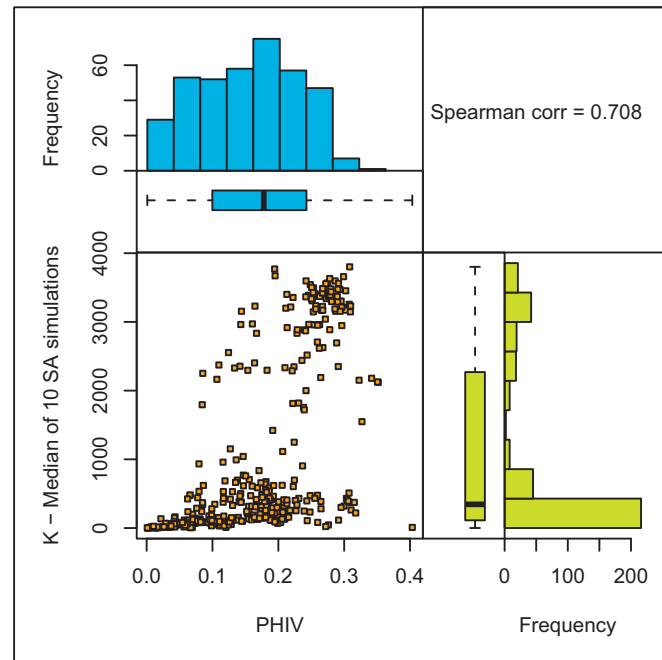 Frequency
0
20
60
Spearman corr = 0.708
K – Median of 10 SA simulations
0
1000
2000
3000
4000
0.0 0.1 0.2 0.3 0.4
PHIV
0 100 200
Frequency